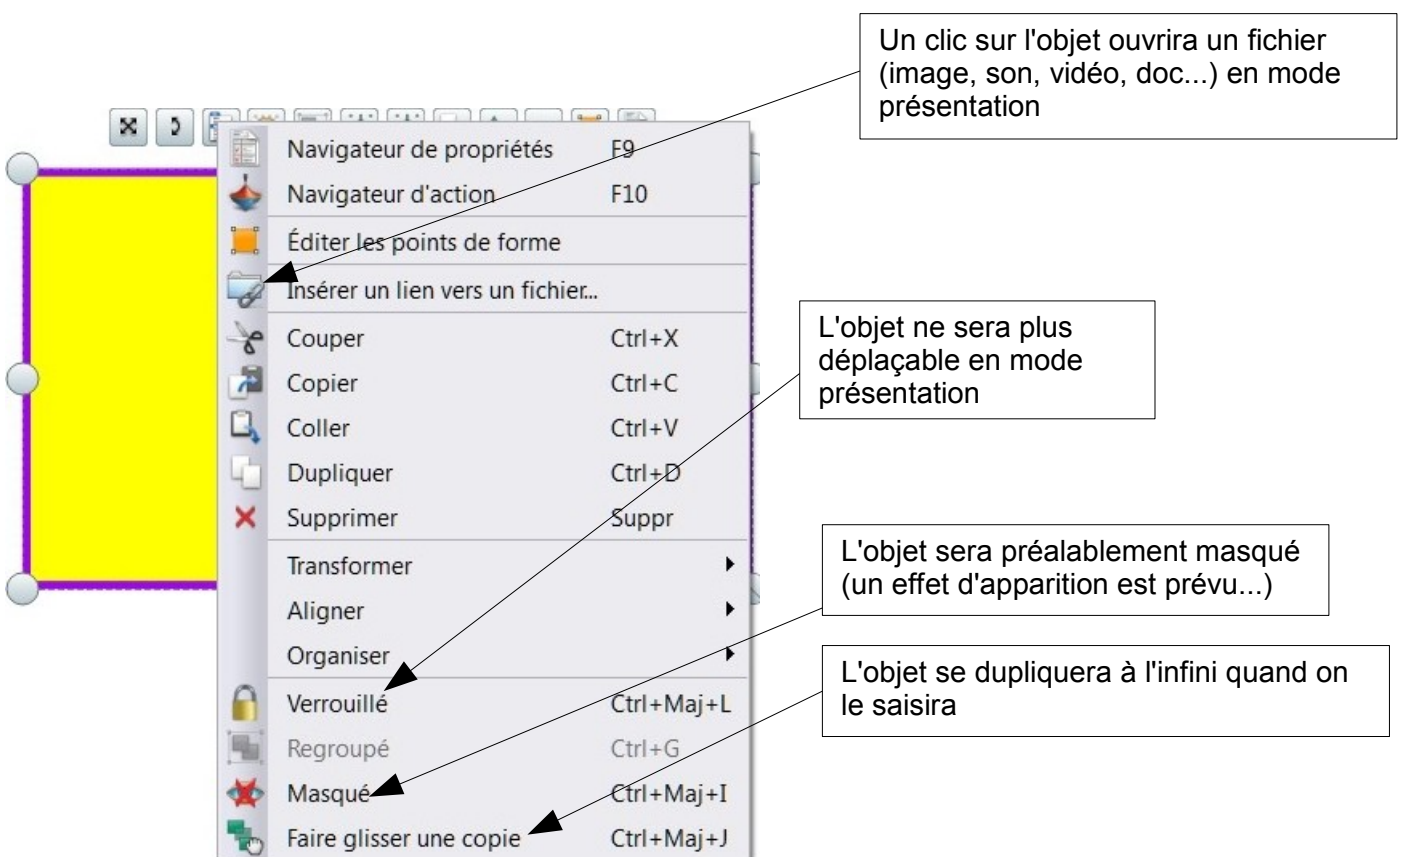 Un clic sur l'objet ouvrira un fichier
(image, son, vidéo, doc...) en mode
présentation
Navigateur de propriétés F9
Navigateur d'action F10
Éditer les points de forme
Insérer un lien vers un fichier...
Couper Ctrl+X
Copier Ctrl+C
Coller Ctrl+V
Dupliquer Ctrl+D
Supprimer Suppr
Transformer
Aligner
Organiser
Verrouillé Ctrl+Maj+L
Regroupé Ctrl+G
Masqué Ctrl+Maj+I
Faire glisser une copie Ctrl+Maj+J
L'objet ne sera plus
déplaçable en mode
présentation
L'objet sera préalablement masqué
(un effet d'apparition est prévu...)
L'objet se dupliquera à l'infini quand on
le saisira